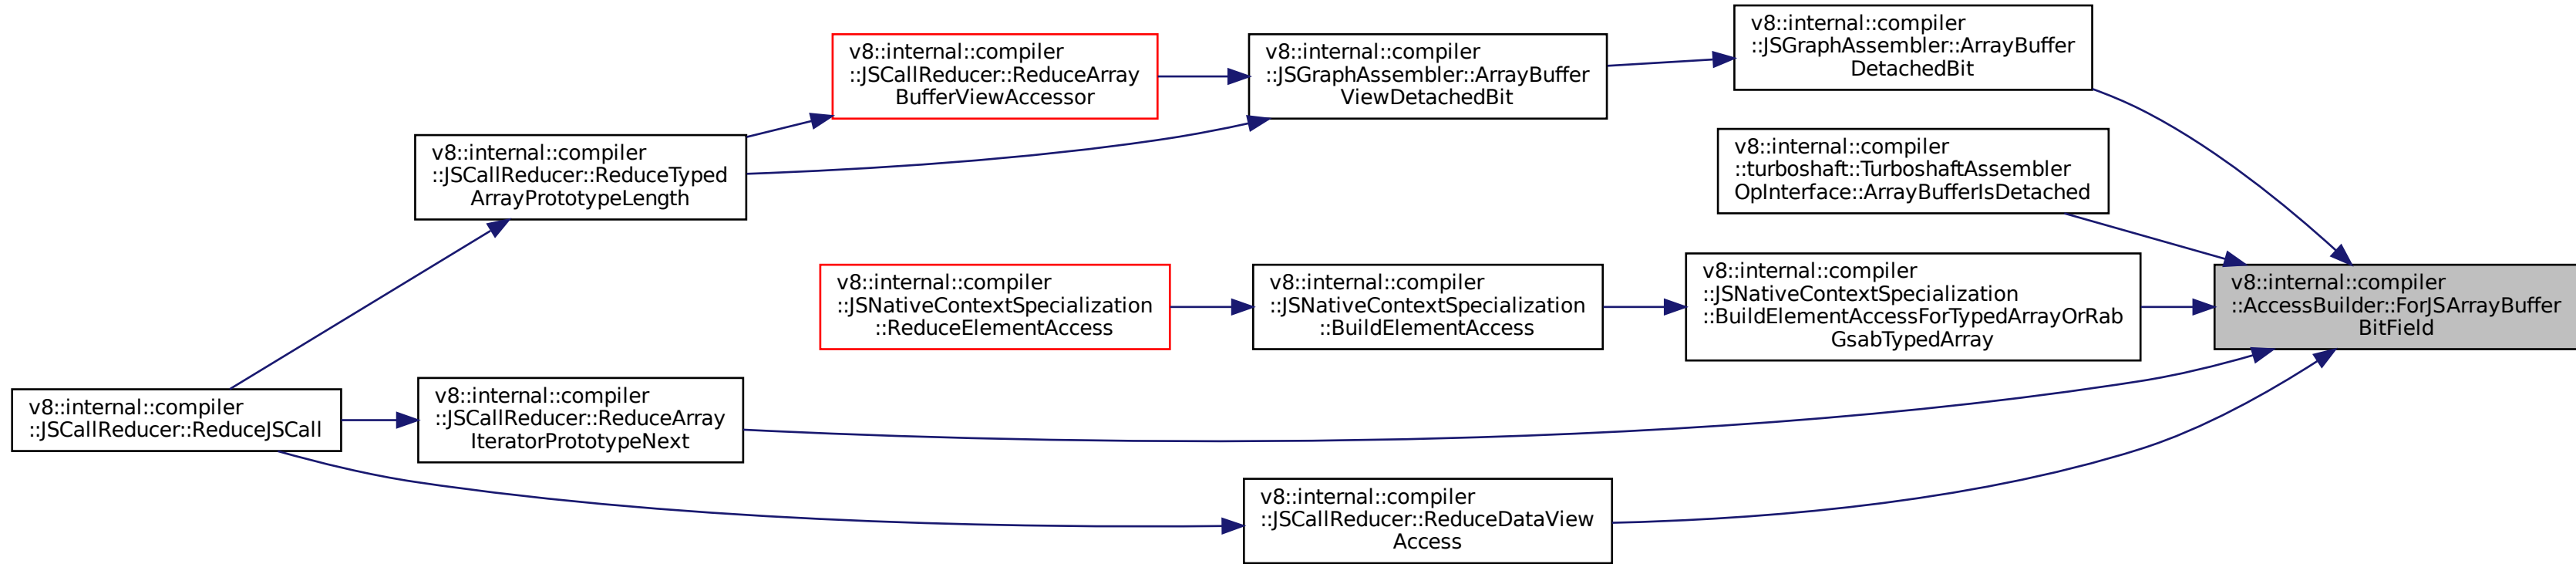 v8::internal::compiler
::JSGraphAssembler::ArrayBuffer
DetachedBit
v8::internal::compiler
::JSCallReducer::ReduceArray
BufferViewAccessor
v8::internal::compiler
::JSGraphAssembler::ArrayBuffer
ViewDetachedBit
v8::internal::compiler
::JSCallReducer::ReduceTyped
ArrayPrototypeLength
v8::internal::compiler
::turboshaft::TurboshaftAssembler
OpInterface::ArrayBufferIsDetached
v8::internal::compiler
::JSNativeContextSpecialization
::ReduceElementAccess
v8::internal::compiler
::JSNativeContextSpecialization
::BuildElementAccess
v8::internal::compiler
::JSNativeContextSpecialization
::BuildElementAccessForTypedArrayOrRab
GsabTypedArray
v8::internal::compiler
::AccessBuilder::ForJSArrayBuffer
BitField
v8::internal::compiler
::JSCallReducer::ReduceJSCall
v8::internal::compiler
::JSCallReducer::ReduceArray
IteratorPrototypeNext
v8::internal::compiler
::JSCallReducer::ReduceDataView
Access